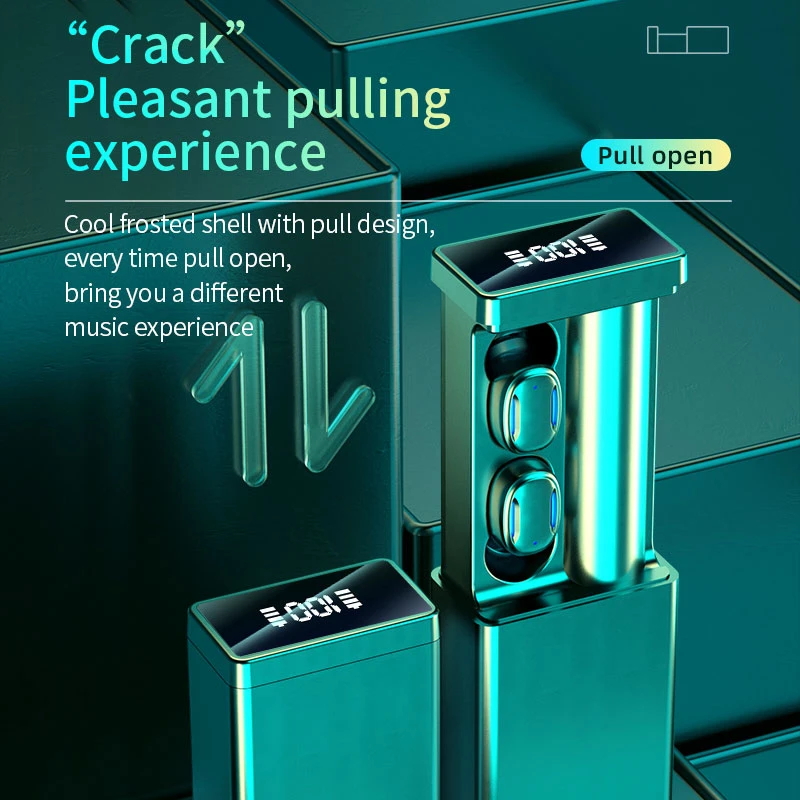 “Crack”
Pleasant pulling
experience
Pull open
Cool frosted shell with pull design,
every time pull open,
bring you a different
music experience
100
100